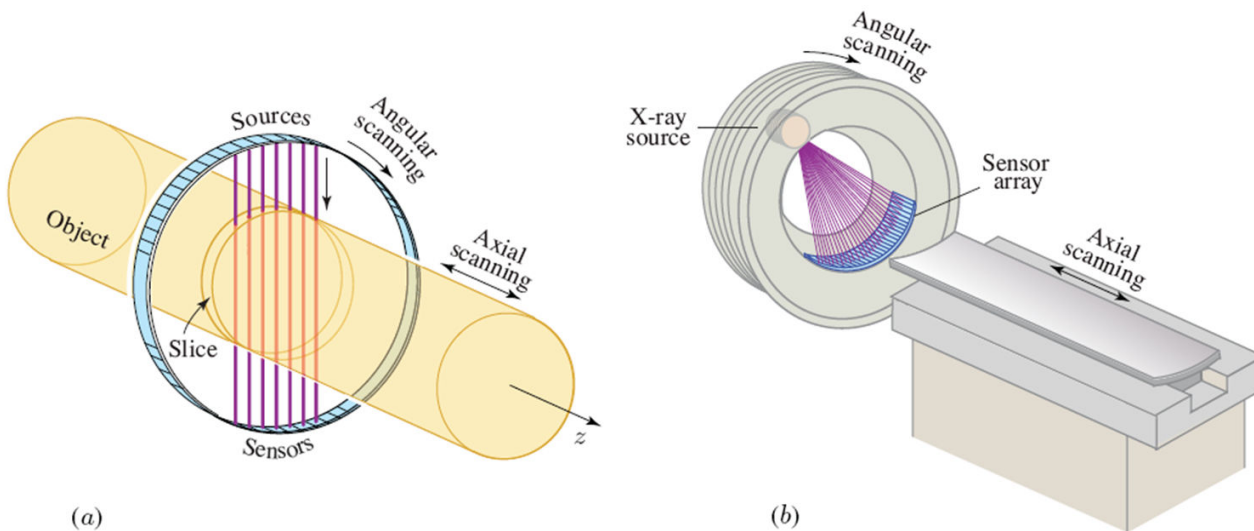 Sources
Angular
scanning
Object
Axial
scanning
Slice
Sensors
z
(a)
Angular
scanning
X-ray
source
Sensor
array
Axial
scanning
(b)